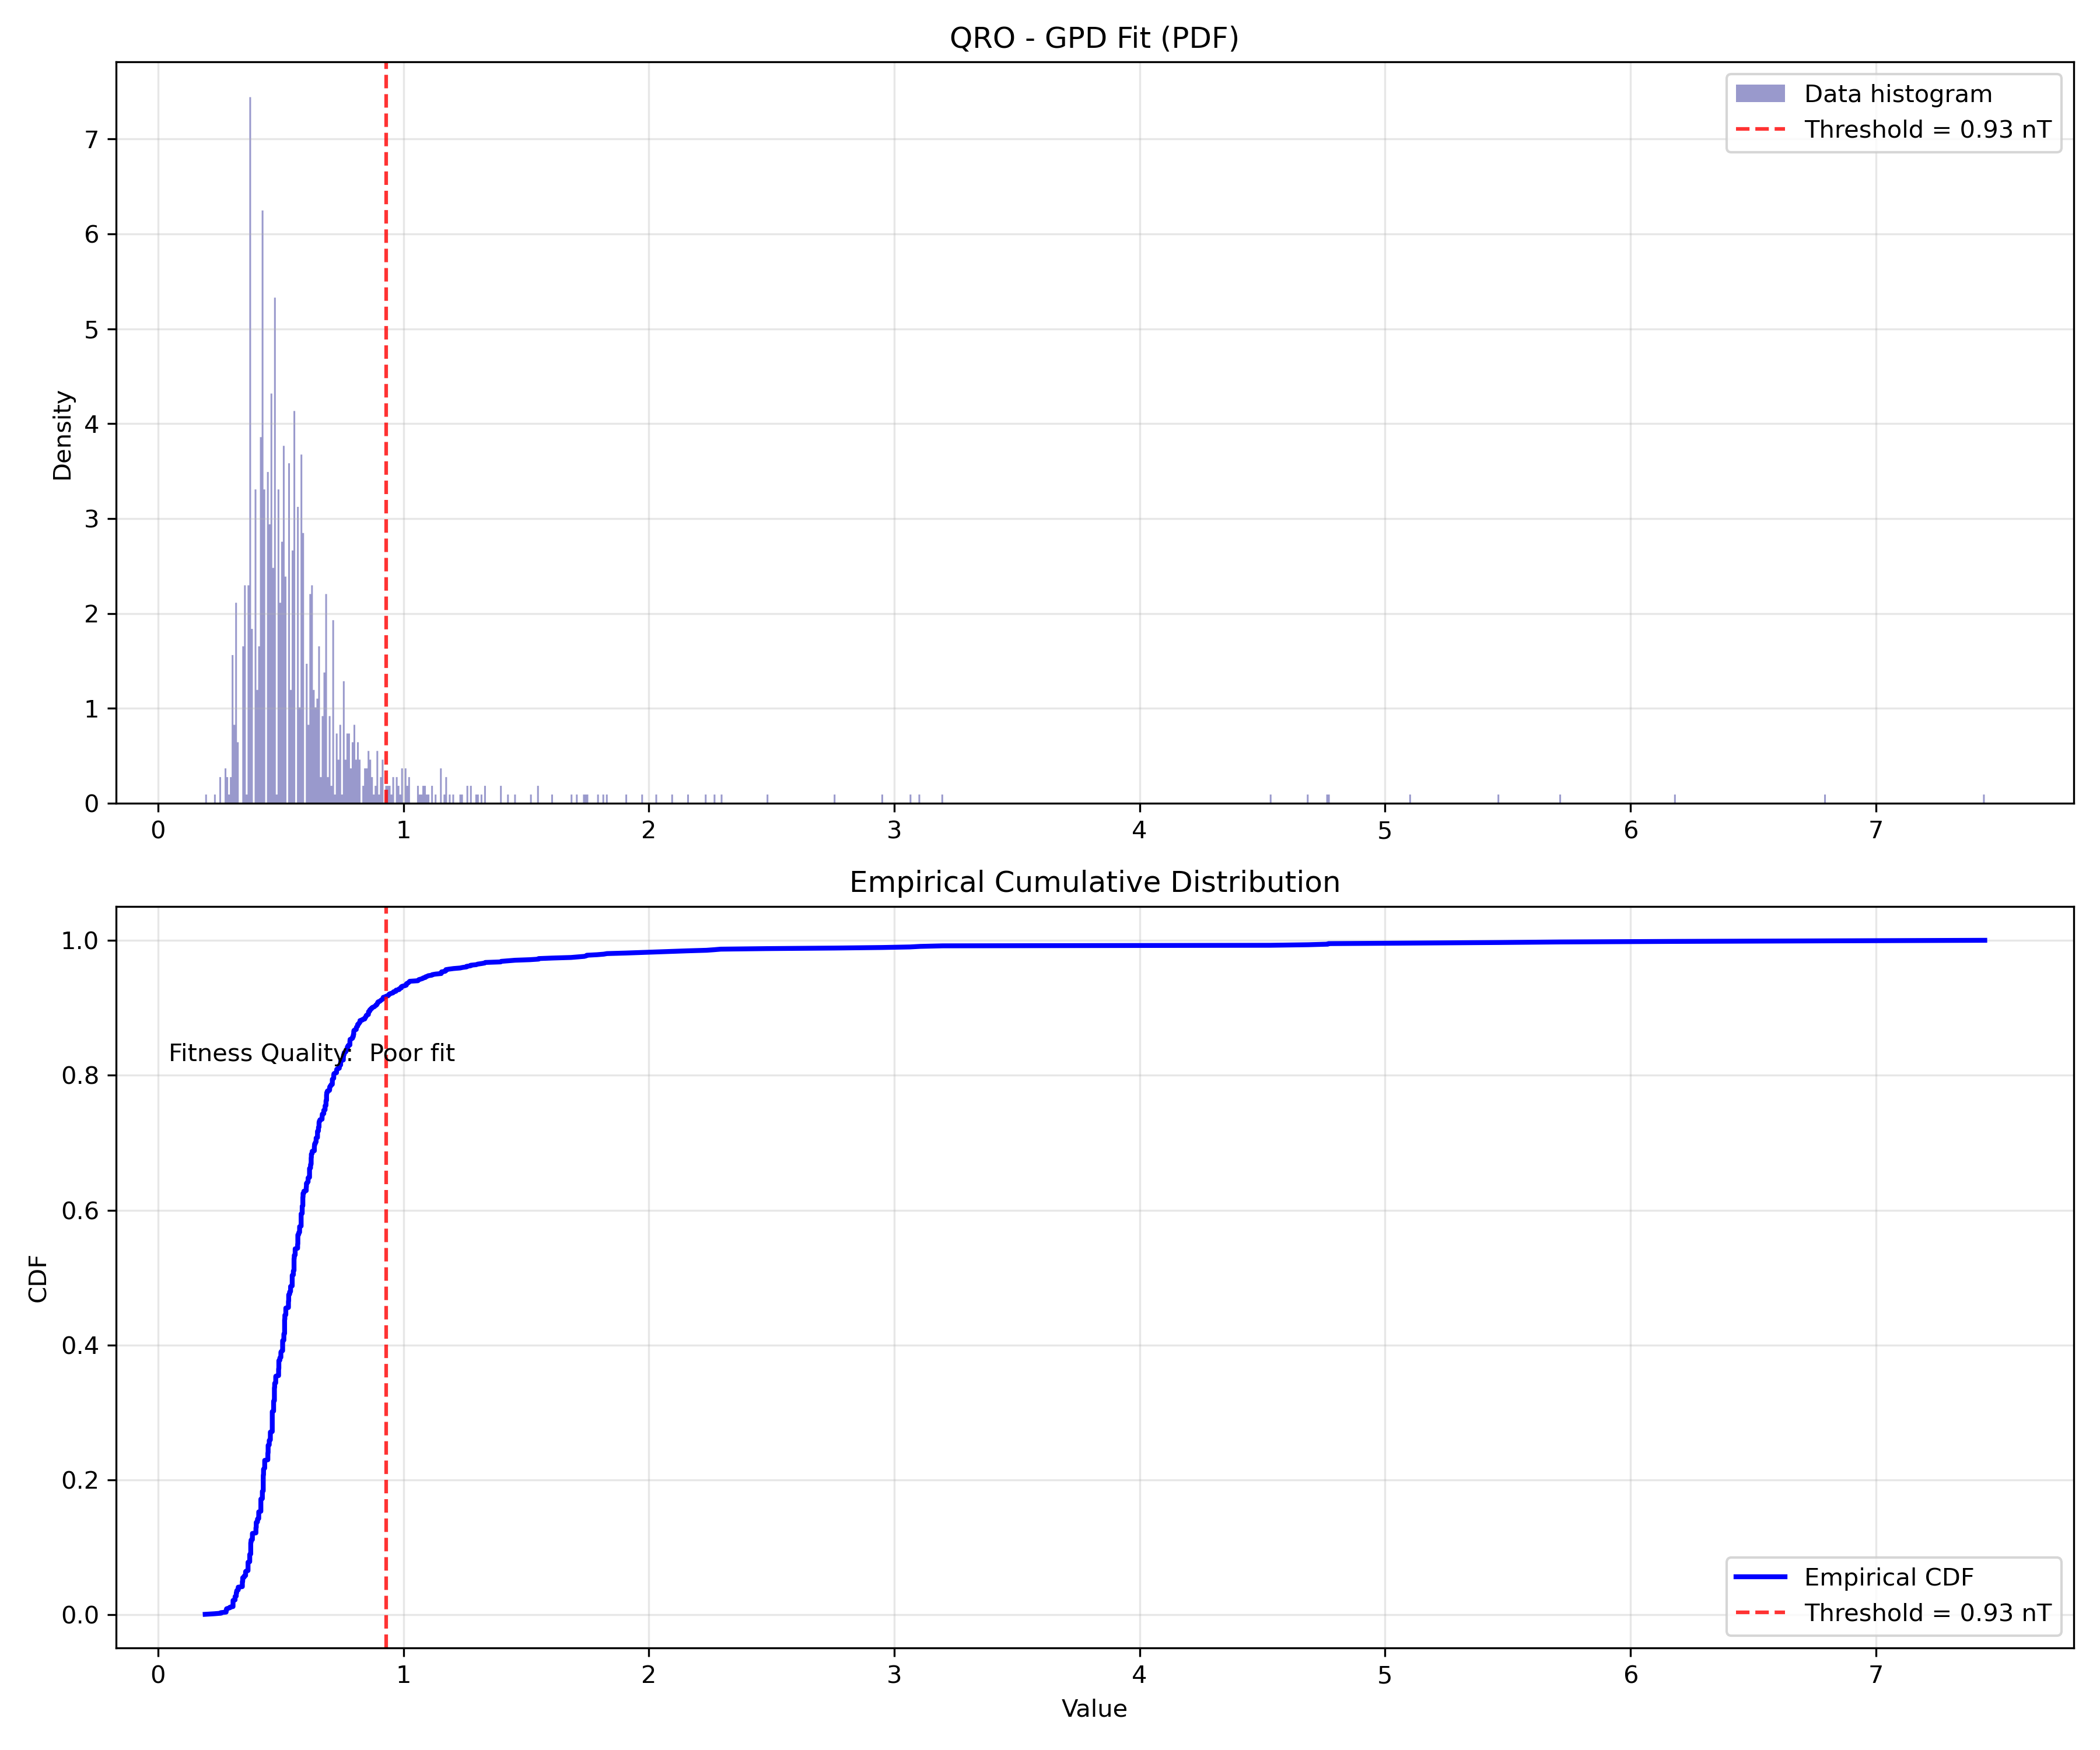 QRO - GPD Fit (PDF)
Data histogram
Threshold = 0.93 nT
Density
7
6
5
4
3
2
1
0
0 1 2 3 4 5 6 7
Empirical Cumulative Distribution
Fitness Quality: Poor fit
CDF
1.0
0.8
0.6
0.4
0.2
0.0
Empirical CDF
Threshold = 0.93 nT
0 1 2 3 4 5 6 7
Value